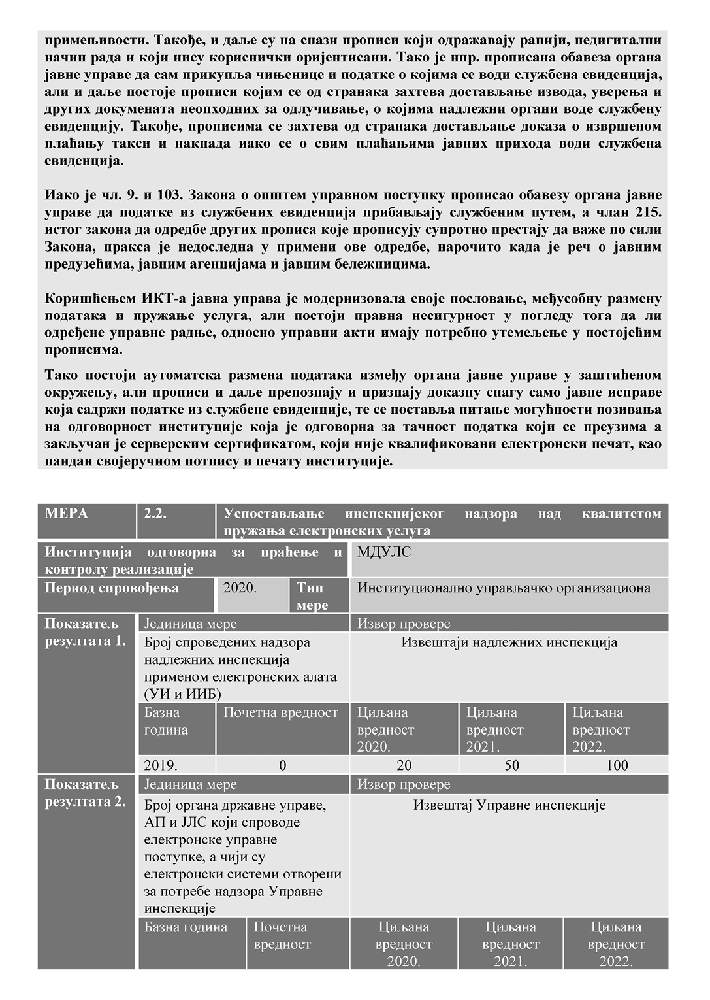 примењивости. Такође, и даље су на снази прописи који одражавају ранији, недигитални
начин рада и који нису кориснички оријентисани. Тако је нпр. прописана обавеза органа
јавне управе да сам прикупља чињенице и податке о којима се води службена евиденција,
али и даље постоје прописи којим се од странака захтева достављање извода, уверења и
других докумената неопходних за одлучивање, о којима надлежни органи воде службену
евиденцију. Такође, прописима се захтева од странака достављање доказа о извршеном
плаћању такси и накнада иако се о свим плаћањима јавних прихода води службена
евиденција.
Иако је чл. 9. и 103. Закона о општем управном поступку прописао обавезу органа јавне
управе да податке из службених евиденција прибављају службеним путем, а члан 215.
истог закона да одредбе других прописа које прописују супротно престају да важе по сили
Закона, пракса је недоследна у примени ове одредбе, нарочито када је реч о јавним
предузећима, јавним агенцијама и јавним бележницима.
Коришћењем ИКТ-а јавна управа је модернизовала своје пословање, међусобну размену
података и пружање услуга, али постоји правна несигурност у погледу тога да ли
одређене управне радње, односно управни акти имају потребно утемељење у постојећим
прописима.
Тако постоји аутоматска размена података између органа јавне управе у заштићеном
окружењу, али прописи и даље препознају и признају доказну снагу само јавне исправе
која садржи податке из службене евиденције, те се поставља питање могућности позивања
на одговорност институције која је одговорна за тачност податка који се преузима а
закључан је серверским сертификатом, који није квалификовани електронски печат, као
пандан својеручном потпису и печату институције.
МЕРА 2.2. Успостављање инспекцијског надзора над квалитетом
пружања електронских услуга
Институција одговорна за праћење и МДУЛС
контролу реализације
Период спровођења 2020. Тип Институционално управљачко организациона
мере
Показатељ Јединица мере Извор провере
резултата 1. Број спроведених надзора Извештаји надлежних инспекција
надлежних инспекција
применом електронских алата
(УИ и ИИБ)
Базна Почетна вредност Циљана Циљана Циљана
година вредност вредност вредност
2020. 2021. 2022.
2019. 0 20 50 100
Показатељ Јединица мере Извор провере
резултата 2. Број органа државне управе, Извештај Управне инспекције
АП и ЈЛС који спроводе
електронске управне
поступке, а чији су
електронски системи отворени
за потребе надзора Управне
инспекције
Базна година Почетна Циљана Циљана Циљана
вредност вредност вредност вредност
2020. 2021. 2022.